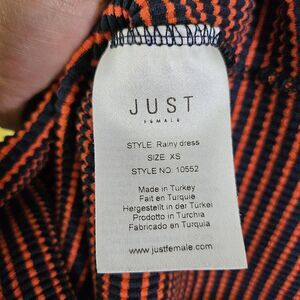 JUST
FEMALE
STYLE: Rainy dress
SIZE: XS
STYLE NO: 10552
Made in Turkey
Fait en Turquie
Hergestellt in der Türkei
Prodotto in Turchia
Fabricado en Turquia
www.justfemale.com